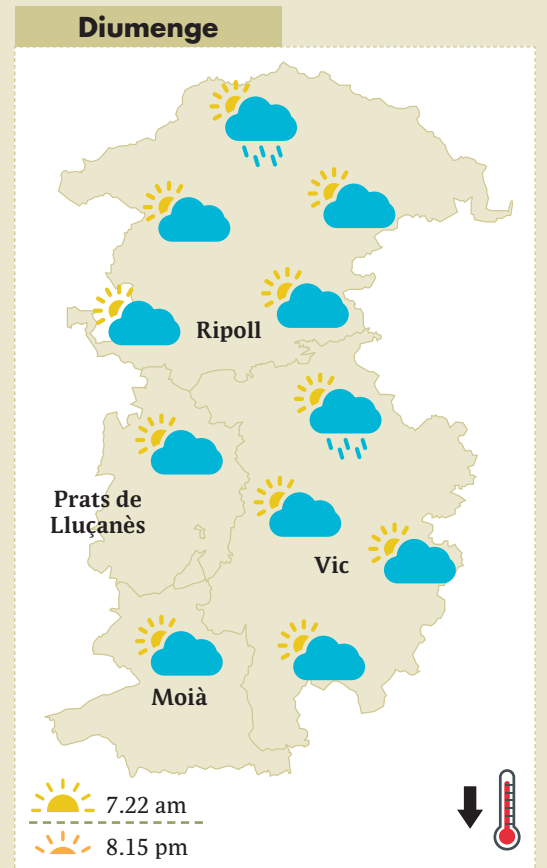 Diumenge
Ripoll
Prats de
Lluçanès
Vic
Moià
7.22 am
8.15 pm